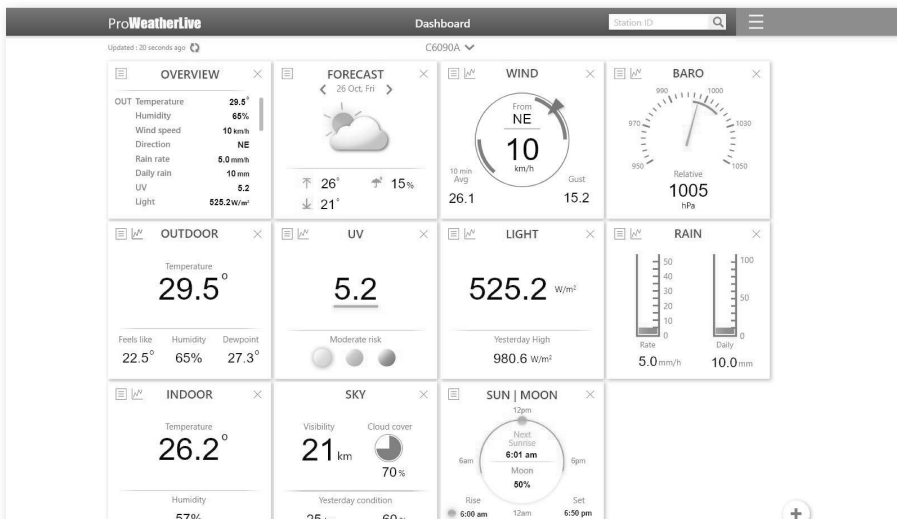 ProWeatherLive
Dashboard
Station ID
Updated : 20 seconds ago
C6090A
OVERVIEW
OUT Temperature 29.5°
Humidity 65%
Wind speed 10 km/h
Direction NE
Rain rate 5.0 mm/h
Daily rain 10 mm
UV 5.2
Light 525.2 W/m²
FORECAST
26 Oct, Fri
26° 15%
21°
WIND
From
NE
10
km/h
10 min
Avg
26.1
Gust
15.2
BARO
990 1000
970 1030
950 1050
Relative
1005
hPa
OUTDOOR
Temperature
29.5°
Feels like Humidity Dewpoint
22.5° 65% 27.3°
UV
5.2
Moderate risk
LIGHT
525.2 W/m²
Yesterday High
980.6 W/m²
RAIN
50
40
30
20
10
0
Rate
5.0 mm/h
100
50
0
Daily
10.0 mm
INDOOR
Temperature
26.2°
Humidity
57%
SKY
Visibility Cloud cover
21 km
70%
Yesterday condition
25 60
SUN | MOON
12pm
Next
Sunrise
6:01 am
6am 6pm
Moon
50%
Rise Set
6:00 am 12am 6:50 pm
+